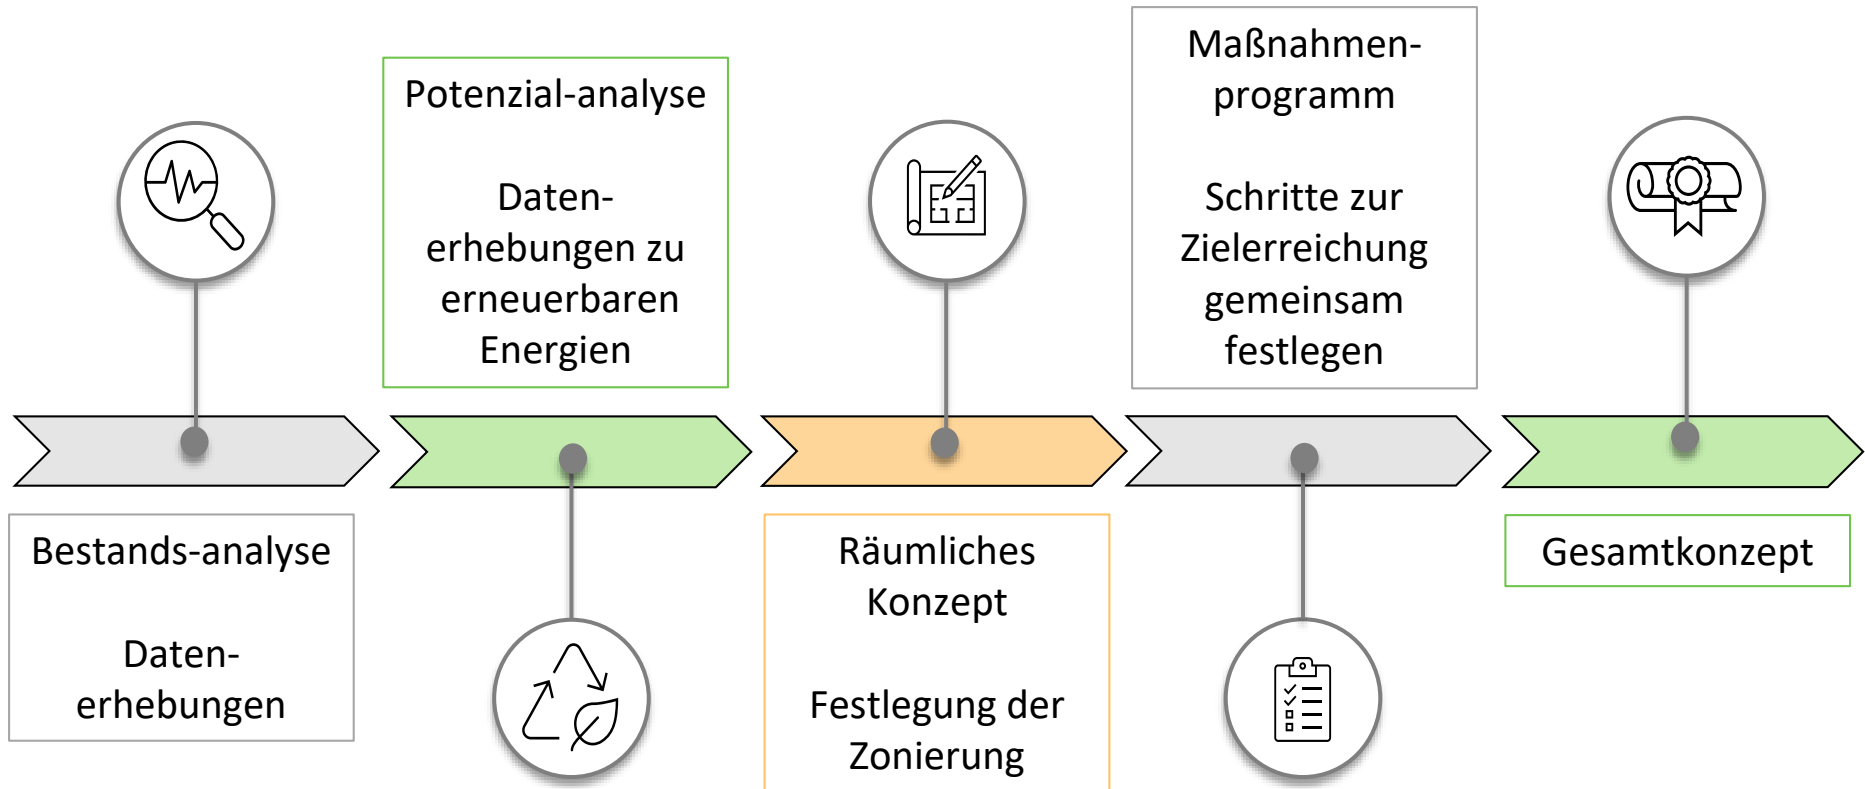 Bestands-analyse
Daten-
erhebungen
Potenzial-analyse
Daten-
erhebungen zu
erneuerbaren
Energien
Räumliches
Konzept
Festlegung der
Zonierung
Maßnahmen-
programm
Schritte zur
Zielerreichung
gemeinsam
festlegen
Gesamtkonzept